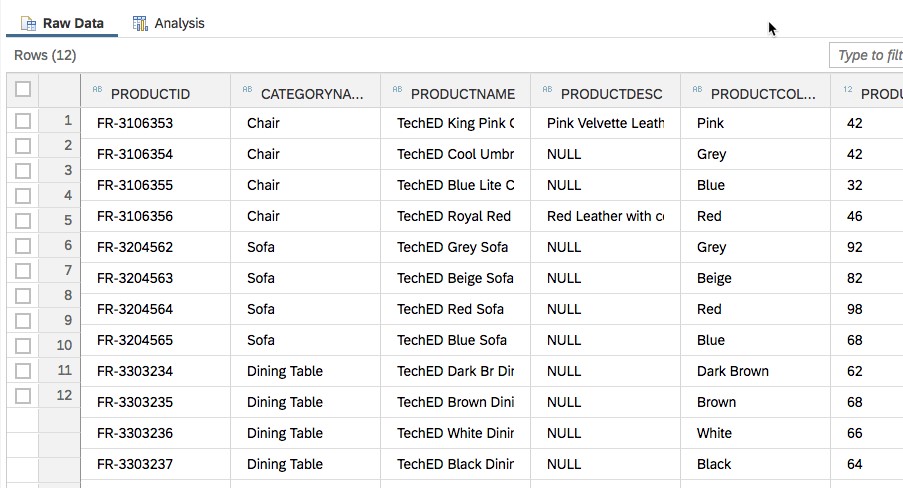 Raw Data Analysis
Rows (12) Type to filt
AB PRODUCTID AB CATEGORYNA... AB PRODUCTNAME AB PRODUCTDESC AB PRODUCTCOL... 12 PRODU
1 FR-3106353 Chair TechED King Pink C Pink Velvette Leath Pink 42
2 FR-3106354 Chair TechED Cool Umbr NULL Grey 42
3 FR-3106355 Chair TechED Blue Lite C NULL Blue 32
4 FR-3106356 Chair TechED Royal Red Red Leather with co Red 46
5 FR-3204562 Sofa TechED Grey Sofa NULL Grey 92
6 FR-3204563 Sofa TechED Beige Sofa NULL Beige 82
7 FR-3204564 Sofa TechED Red Sofa NULL Red 98
8 FR-3204565 Sofa TechED Blue Sofa NULL Blue 68
9 FR-3303234 Dining Table TechED Dark Br Dir NULL Dark Brown 62
10 FR-3303235 Dining Table TechED Brown Dini NULL Brown 68
11 FR-3303236 Dining Table TechED White Dinir NULL White 66
12 FR-3303237 Dining Table TechED Black Dinir NULL Black 64